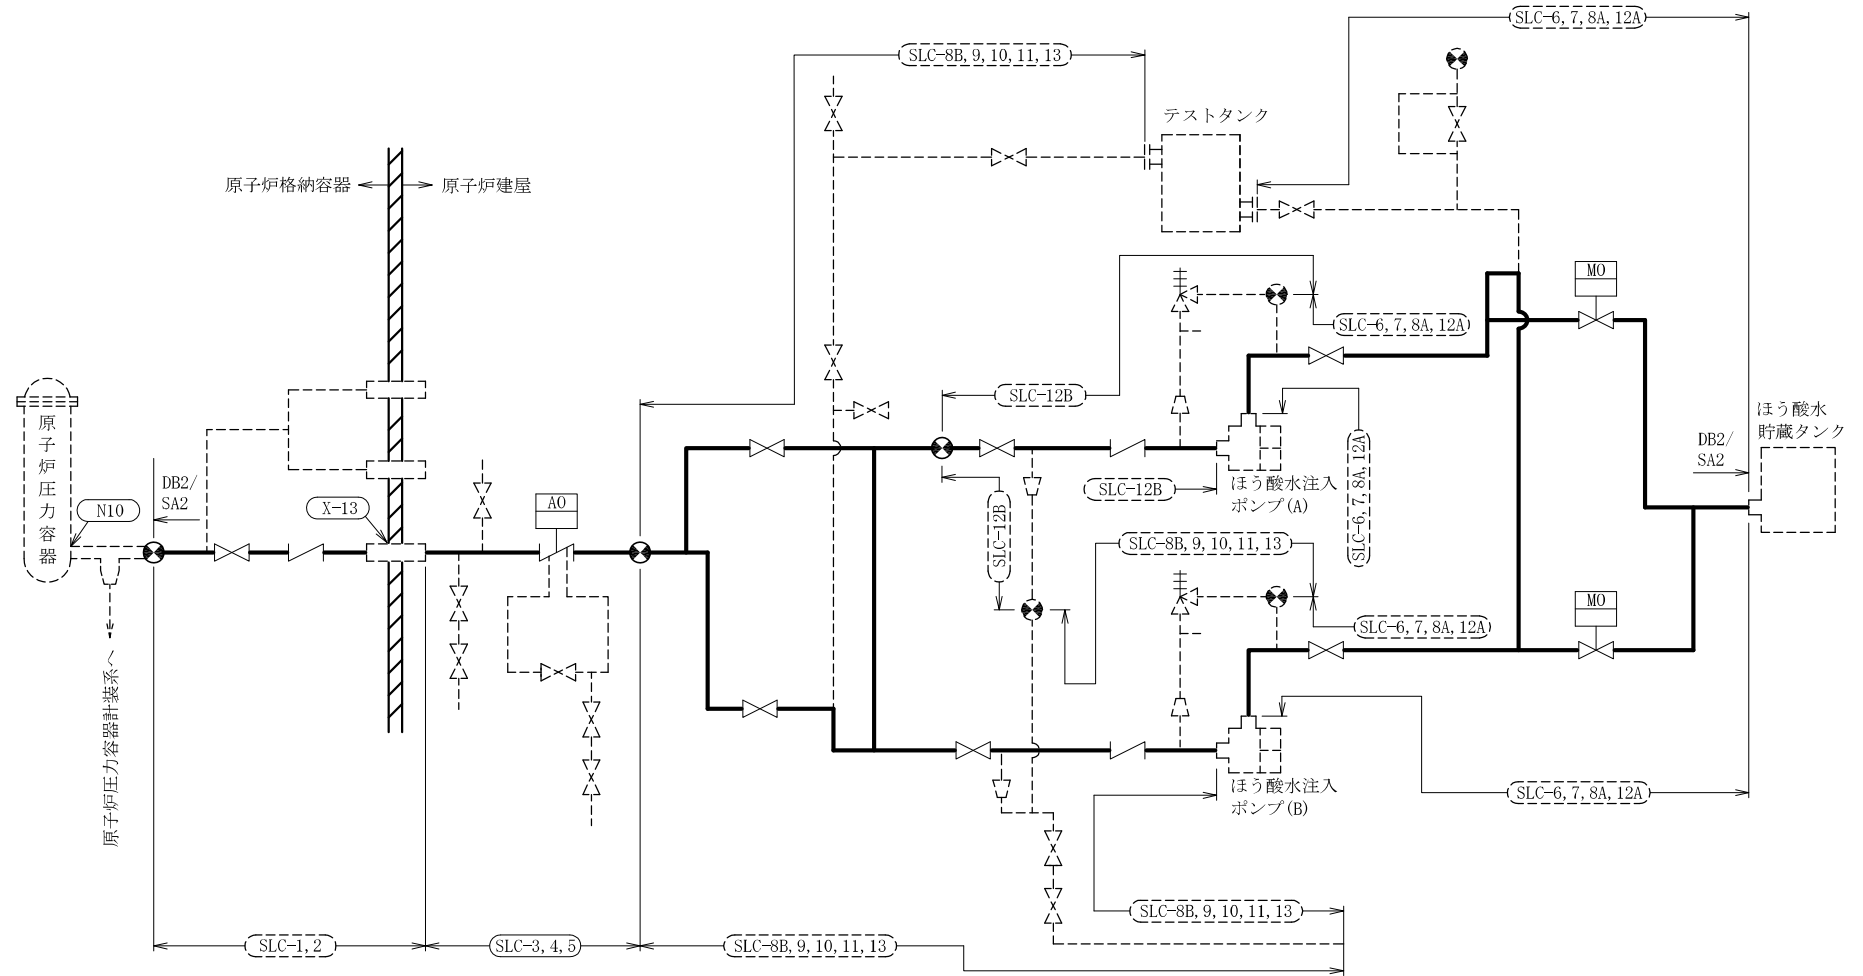 SLC-6, 7, 8A, 12A
SLC-8B, 9, 10, 11, 13
テストタンク
原子炉格納容器
原子炉建屋
MO
SLC-6, 7, 8A, 12A
SLC-12B
原子炉圧力容器
ほう酸水
貯蔵タンク
DB2/
SA2
SLC-6, 7, 8A, 12A
DB2/
SA2
N10
X-13
AO
SLC-12B
ほう酸水注入
ポンプ(A)
SLC-12B
SLC-8B, 9, 10, 11, 13
MO
SLC-6, 7, 8A, 12A
原子炉圧力容器計装系へ
ほう酸水注入
ポンプ(B)
SLC-6, 7, 8A, 12A
SLC-8B, 9, 10, 11, 13
SLC-1, 2
SLC-3, 4, 5
SLC-8B, 9, 10, 11, 13